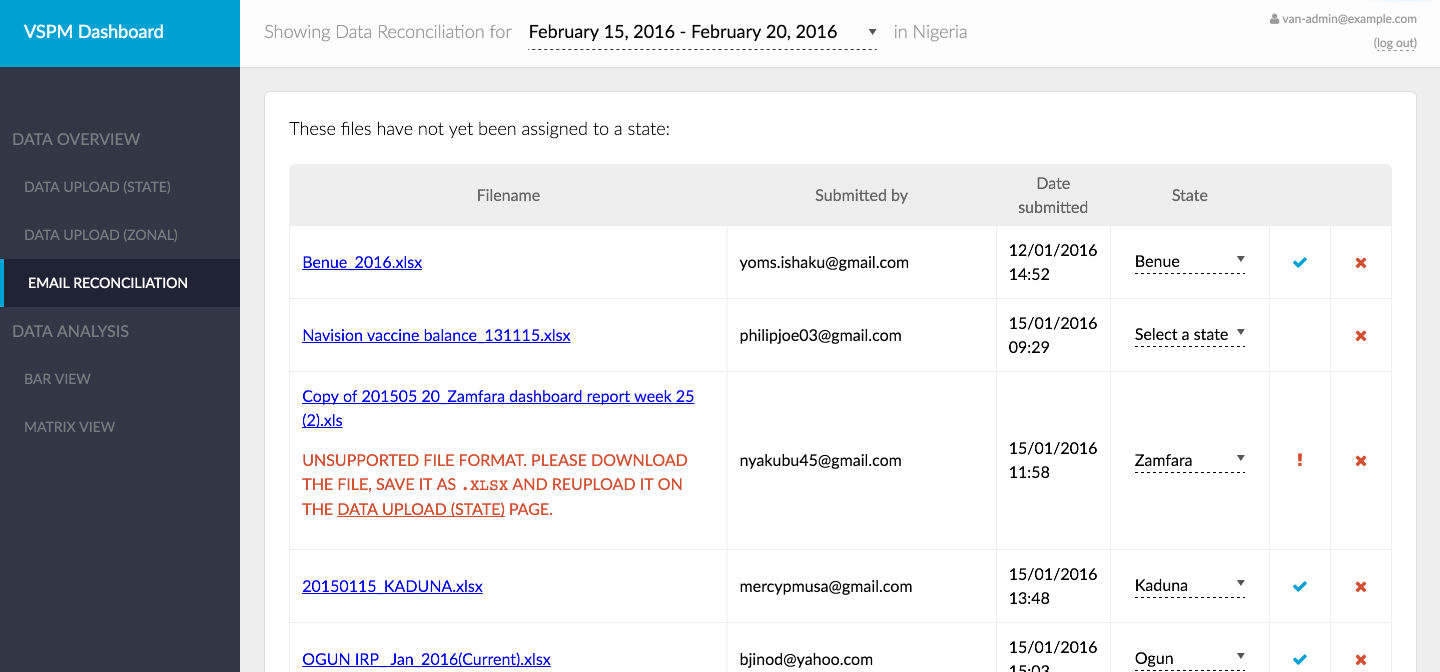 VSPM Dashboard
Showing Data Reconciliation for February 15, 2016 - February 20, 2016 in Nigeria
van-admin@example.com
(log out)
DATA OVERVIEW
DATA UPLOAD (STATE)
DATA UPLOAD (ZONAL)
EMAIL RECONCILIATION
DATA ANALYSIS
BAR VIEW
MATRIX VIEW
These files have not yet been assigned to a state:
Filename
Submitted by
Date
submitted
State
Benue_2016.xlsx
yoms.ishaku@gmail.com
12/01/2016
14:52
Benue
Navision vaccine balance_131115.xlsx
philipjoe03@gmail.com
15/01/2016
09:29
Select a state
Copy of 201505 20_Zamfara dashboard report week 25
(2).xls
UNSUPPORTED FILE FORMAT. PLEASE DOWNLOAD
THE FILE, SAVE IT AS .XLSX AND REUPLOAD IT ON
THE DATA UPLOAD (STATE) PAGE.
nyakubu45@gmail.com
15/01/2016
11:58
Zamfara
20150115_KADUNA.xlsx
mercypmusa@gmail.com
15/01/2016
13:48
Kaduna
OGUN IRP_ Jan_2016(Current).xlsx
bjinod@yahoo.com
15/01/2016
15:03
Ogun